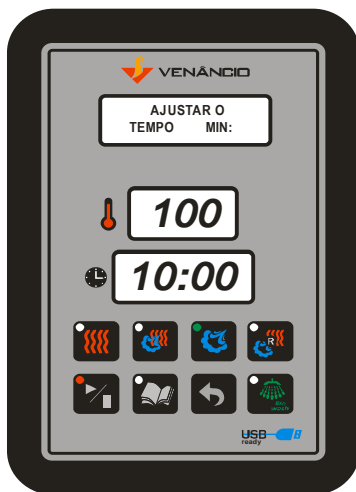 VENÂNCIO
AJUSTAR O
TEMPO MIN:
100
10:00
R
USB
ready